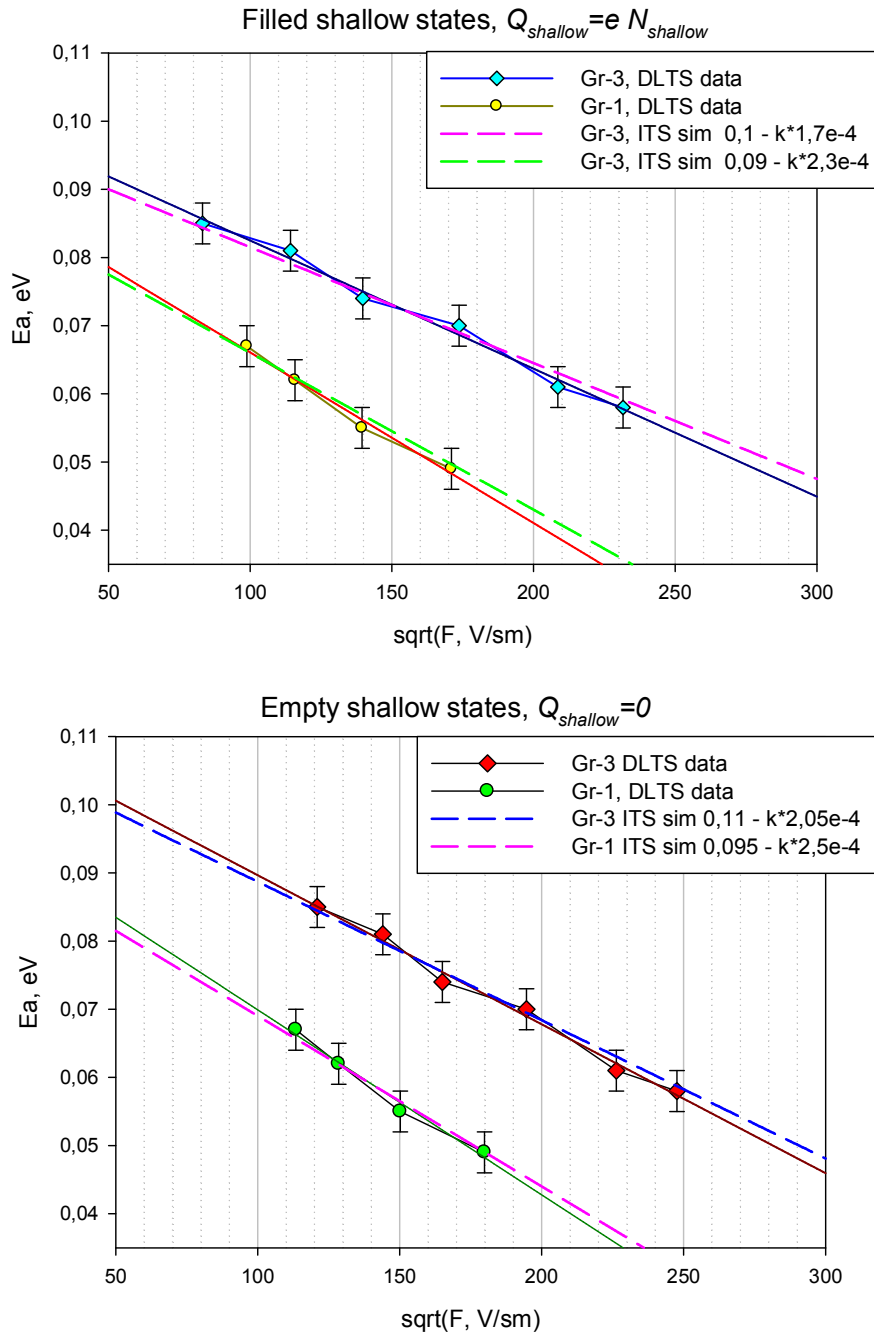 Filled shallow states, Qshallow=e Nshallow
0,11
Gr-3, DLTS data
Gr-1, DLTS data
Gr-3, ITS sim 0,1 - k*1,7e-4
Gr-3, ITS sim 0,09 - k*2,3e-4
0,10
0,09
0,08
0,07
0,06
0,05
0,04
Ea, eV
50 100 150 200 250 300
sqrt(F, V/sm)
Empty shallow states, Qshallow=0
0,11
Gr-3 DLTS data
Gr-1, DLTS data
Gr-3 ITS sim 0,11 - k*2,05e-4
Gr-1 ITS sim 0,095 - k*2,5e-4
0,10
0,09
0,08
0,07
0,06
0,05
0,04
Ea, eV
50 100 150 200 250 300
sqrt(F, V/sm)